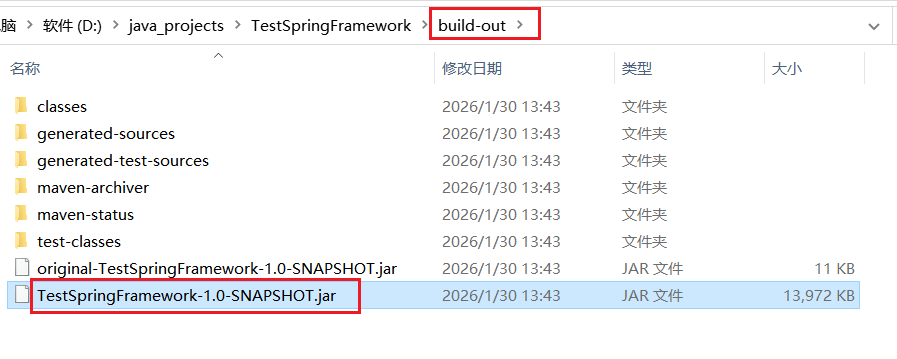 脑 > 软件 (D:) > java_projects > TestSpringFramework > build-out >
名称 修改日期 类型 大小
classes 2026/1/30 13:43 文件夹
generated-sources 2026/1/30 13:43 文件夹
generated-test-sources 2026/1/30 13:43 文件夹
maven-archiver 2026/1/30 13:43 文件夹
maven-status 2026/1/30 13:43 文件夹
test-classes 2026/1/30 13:43 文件夹
original-TestSpringFramework-1.0-SNAPSHOT.jar 2026/1/30 13:43 JAR 文件 11 KB
TestSpringFramework-1.0-SNAPSHOT.jar 2026/1/30 13:43 JAR 文件 13,972 KB